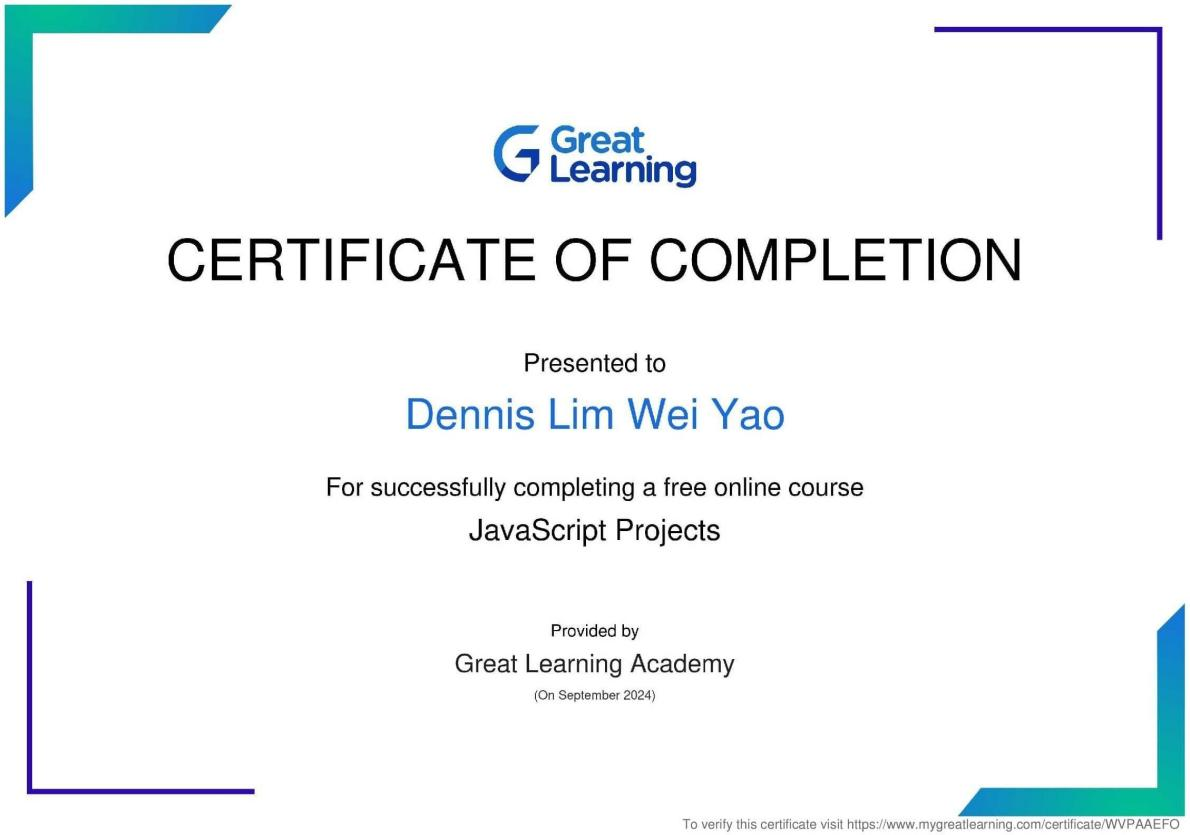 Great
Learning
CERTIFICATE OF COMPLETION
Presented to
Dennis Lim Wei Yao
For successfully completing a free online course
JavaScript Projects
Provided by
Great Learning Academy
(On September 2024)
To verify this certificate visit https://www.mygreatlearning.com/certificate/WVPAAEFO